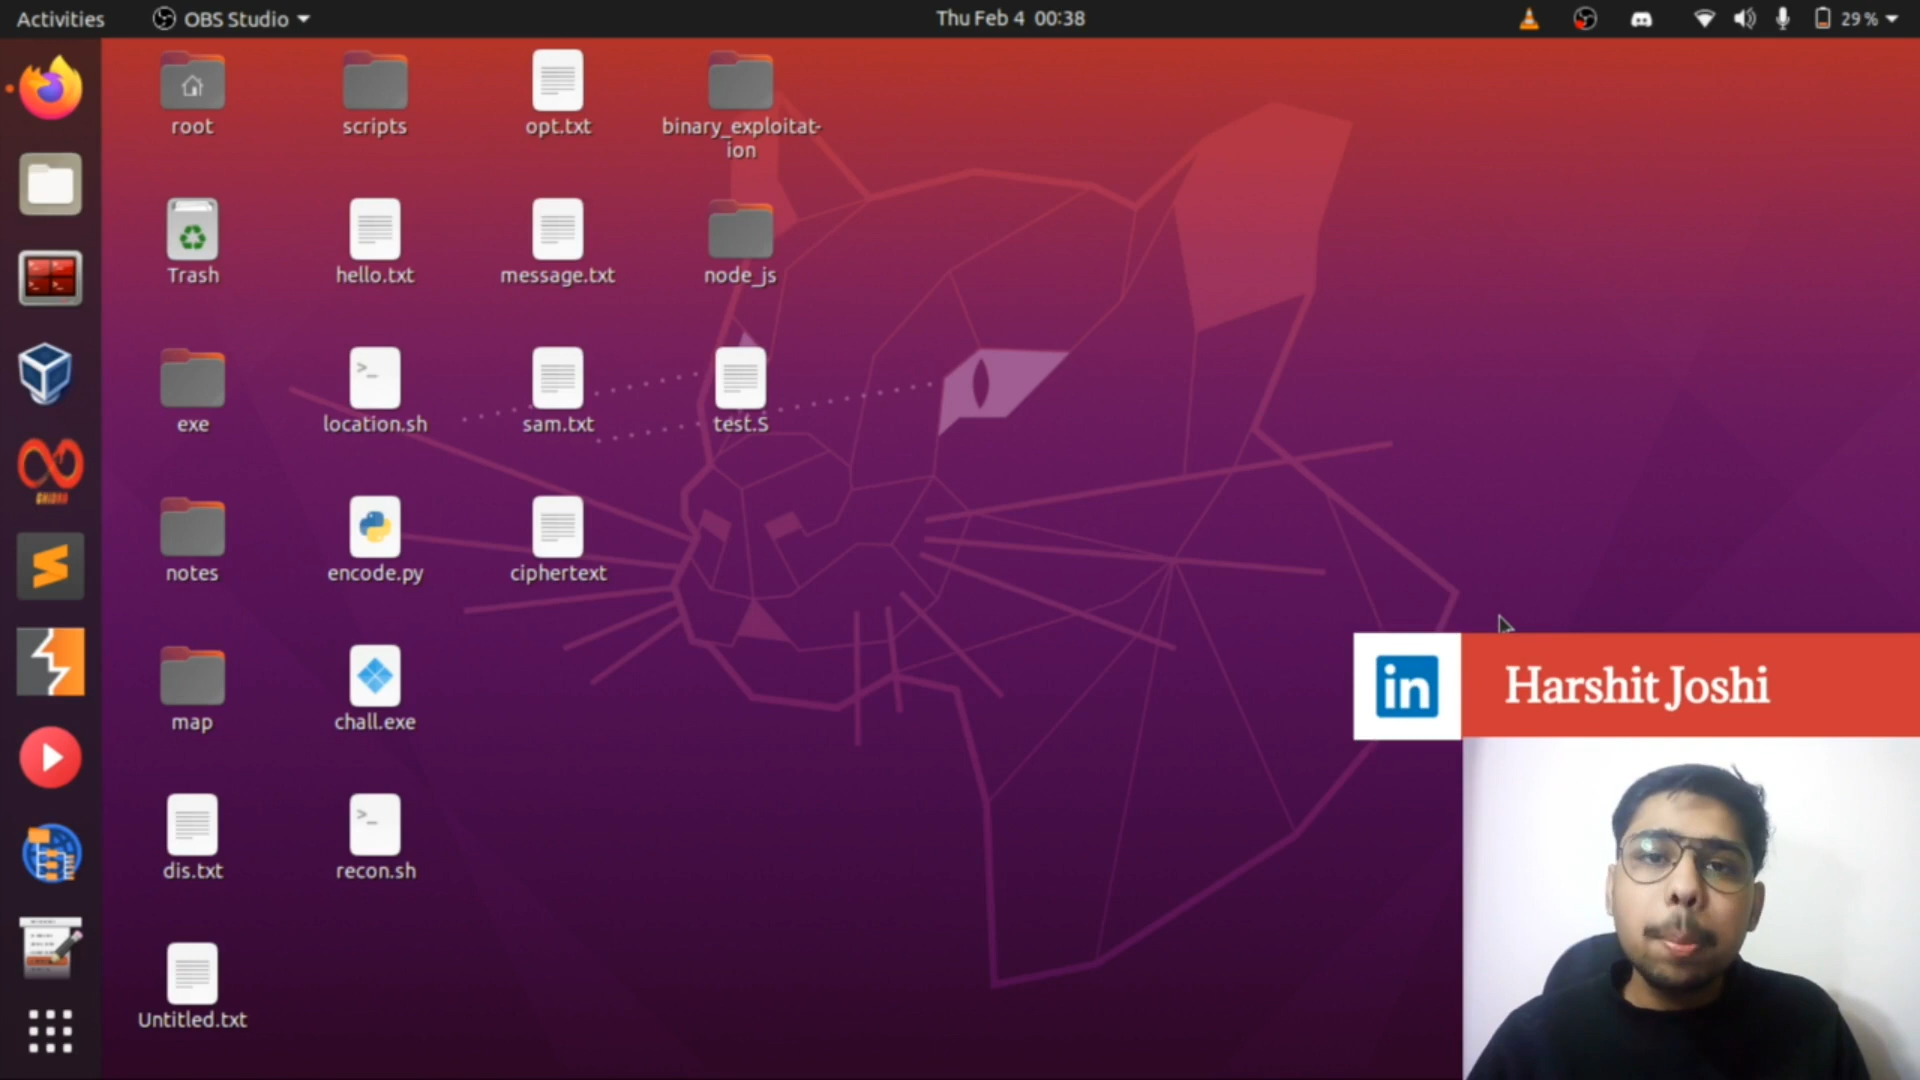 Activities
OBS Studio
Thu Feb 4 00:38
29 %
root
scripts
opt.txt
binary_exploitat-
ion
Trash
hello.txt
message.txt
node_js
exe
location.sh
sam.txt
test.S
notes
encode.py
ciphertext
map
chall.exe
dis.txt
recon.sh
Untitled.txt
GHIDRA
in
Harshit Joshi